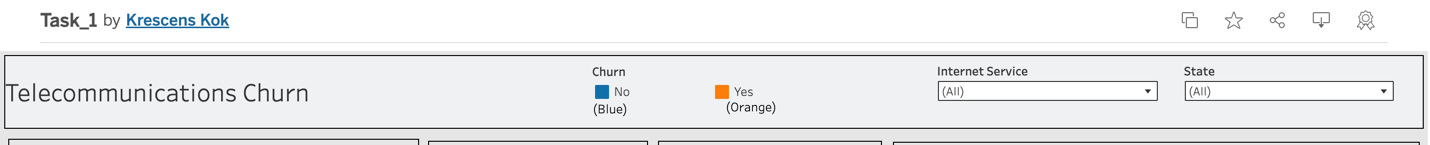 Task_1 by Krescens Kok
Telecommunications Churn
Churn
No
(Blue)
Yes
(Orange)
Internet Service
(All)
State
(All)